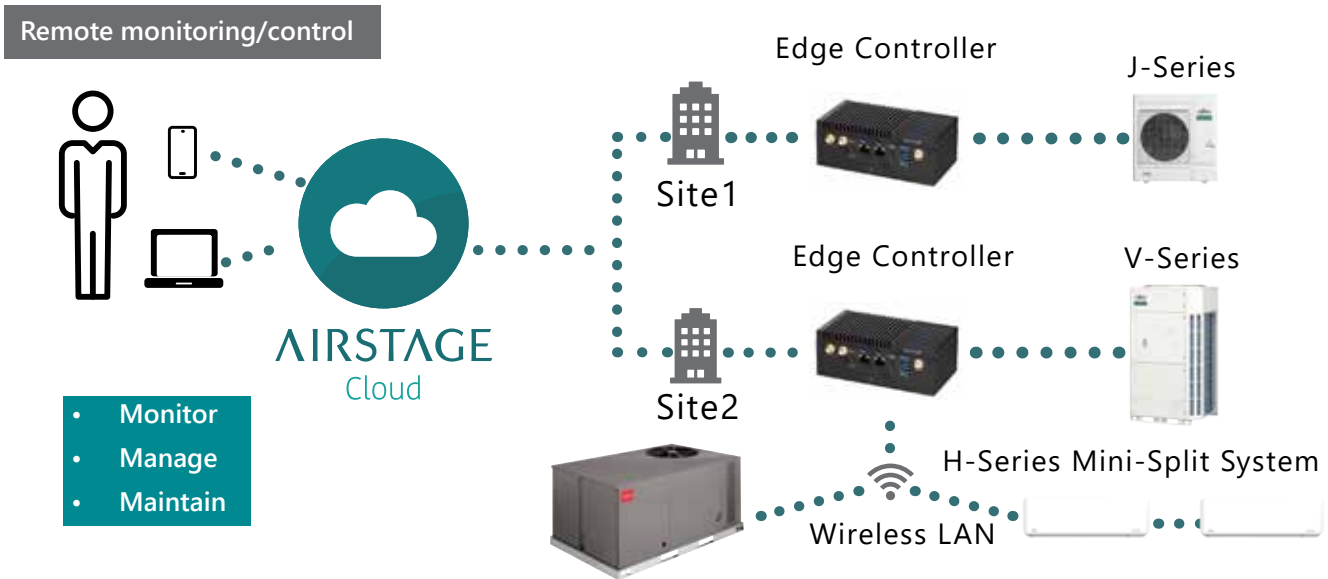 Remote monitoring/control
Edge Controller
J-Series
Site1
Edge Controller
V-Series
AIRSTAGE
Cloud
Site2
• Monitor
• Manage
• Maintain
H-Series Mini-Split System
Wireless LAN